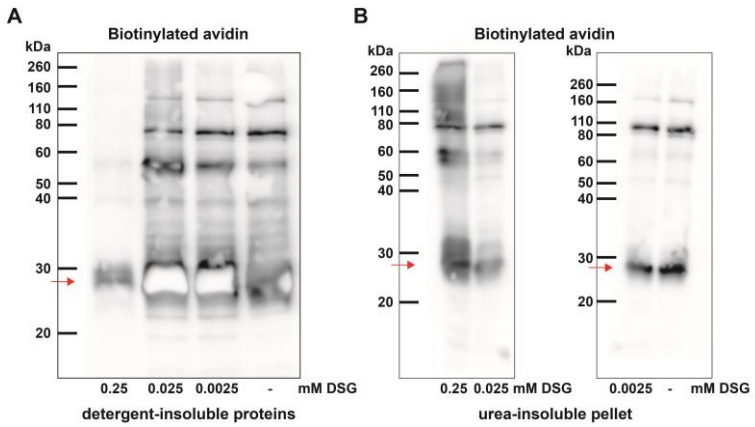 A
Biotinylated avidin
kDa
260
160
110
80
60
50
40
30
20
0.25 0.025 0.0025 - mM DSG
detergent-insoluble proteins
B
Biotinylated avidin
kDa
260
160
110
80
60
50
40
30
20
0.25 0.025 mM DSG
kDa
260
160
110
80
60
50
40
30
20
0.0025 - mM DSG
urea-insoluble pellet